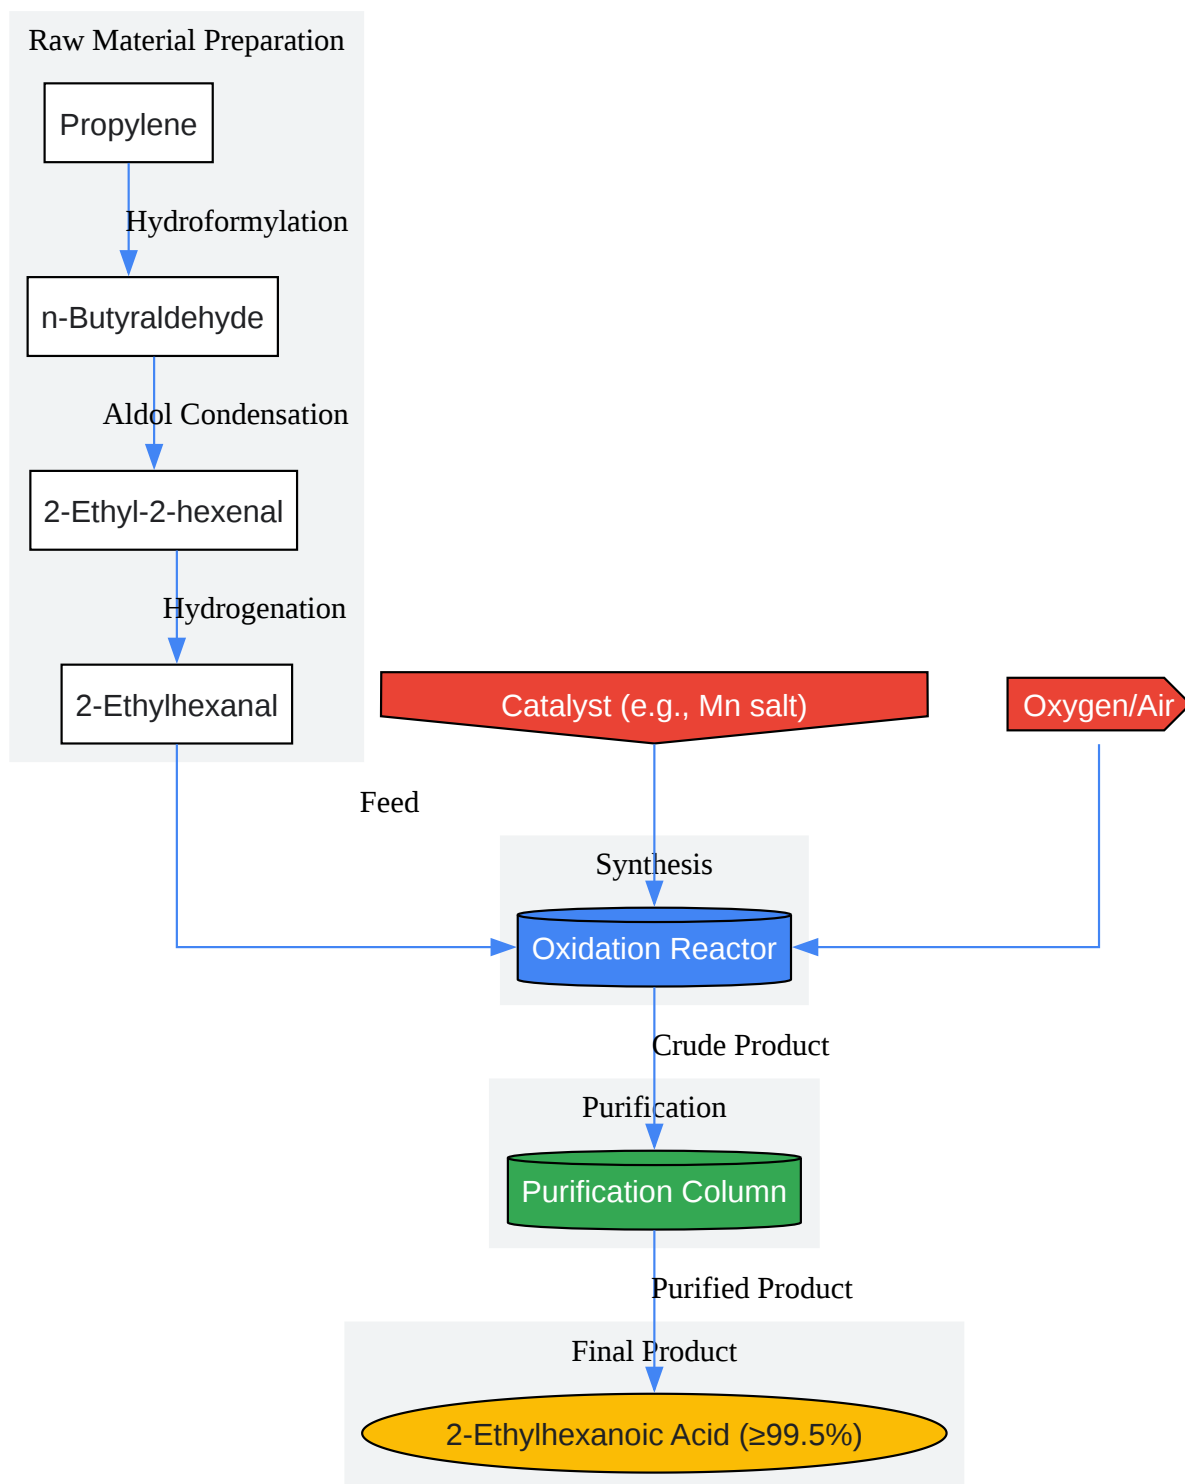 Raw Material Preparation
Propylene
Hydroformylation
n-Butyraldehyde
Aldol Condensation
2-Ethyl-2-hexenal
Hydrogenation
2-Ethylhexanal
Catalyst (e.g., Mn salt)
Oxygen/Air
Feed
Synthesis
Oxidation Reactor
Crude Product
Purification
Purification Column
Purified Product
Final Product
2-Ethylhexanoic Acid (≥99.5%)